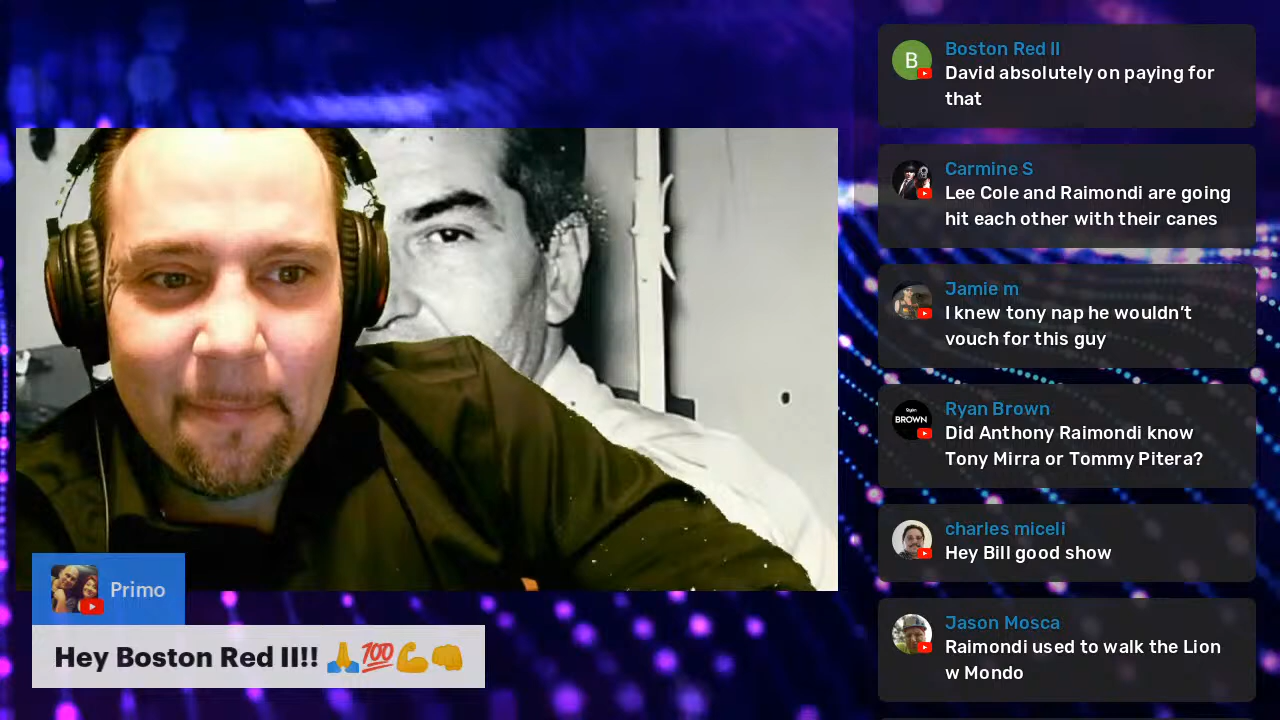 Boston Red II
David absolutely on paying for
that
Carmine S
Lee Cole and Raimondi are going
hit each other with their canes
Jamie m
I knew tony nap he wouldn't
vouch for this guy
Ryan Brown
Did Anthony Raimondi know
Tony Mirra or Tommy Pitera?
charles miceli
Hey Bill good show
Jason Mosca
Raimondi used to walk the Lion
w Mondo
Primo
Hey Boston Red II!! 🙏💯💪👊
B
Ryan
BROWN